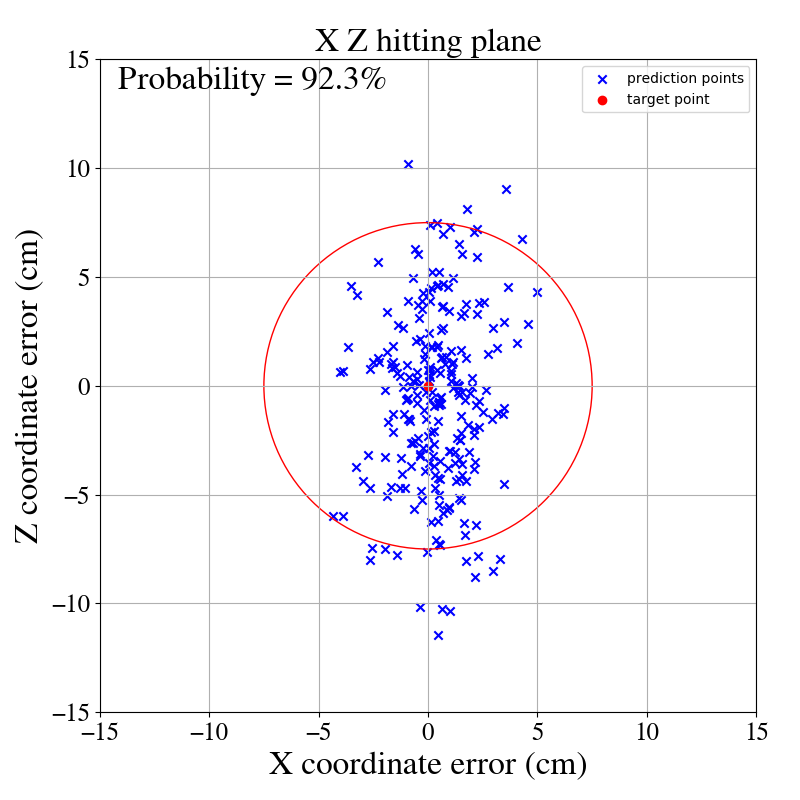 X Z hitting plane
Probability = 92.3%
prediction points
target point
15
10
5
0
−5
−10
−15
Z coordinate error (cm)
−15 −10 −5 0 5 10 15
X coordinate error (cm)